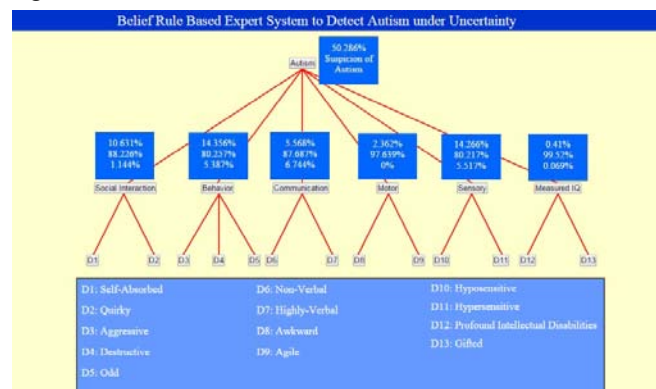 Belief Rule Based Expert System to Detect Autism under Uncertainty
50.286%
Suspicion of
Autism
Autism
10.631%
88.226%
1.144%
14.356%
80.257%
5.387%
5.568%
87.687%
6.744%
2.362%
97.639%
0%
14.266%
80.217%
5.517%
0.41%
99.52%
0.069%
Social Interaction
Behavior
Communication
Motor
Sensory
Measured IQ
D1
D2
D3
D4
D5
D6
D7
D8
D9
D10
D11
D12
D13
D1: Self-Absorbed
D2: Quirky
D3: Aggressive
D4: Destructive
D5: Odd
D6: Non-Verbal
D7: Highly-Verbal
D8: Awkward
D9: Agile
D10: Hyposensitive
D11: Hypersensitive
D12: Profound Intellectual Disabilities
D13: Gifted